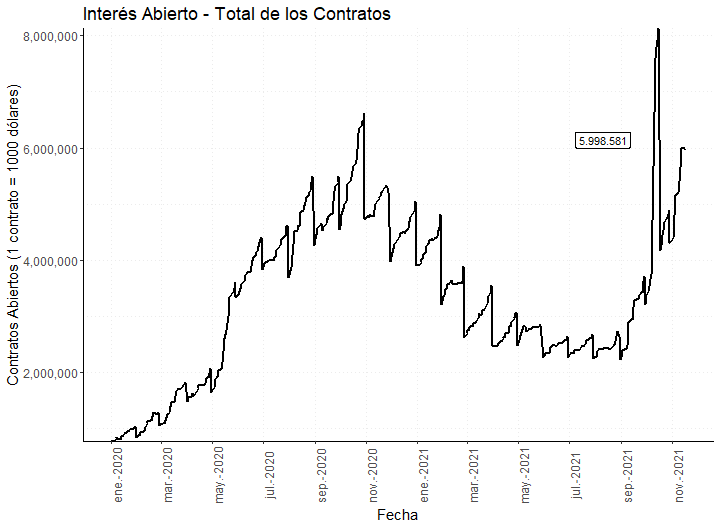 Interés Abierto - Total de los Contratos
Contratos Abiertos (1 contrato = 1000 dólares)
8,000,000
6,000,000
4,000,000
2,000,000
5.998.581
ene.-2020
mar.-2020
may.-2020
jul.-2020
sep.-2020
nov.-2020
ene.-2021
mar.-2021
may.-2021
jul.-2021
sep.-2021
nov.-2021
Fecha